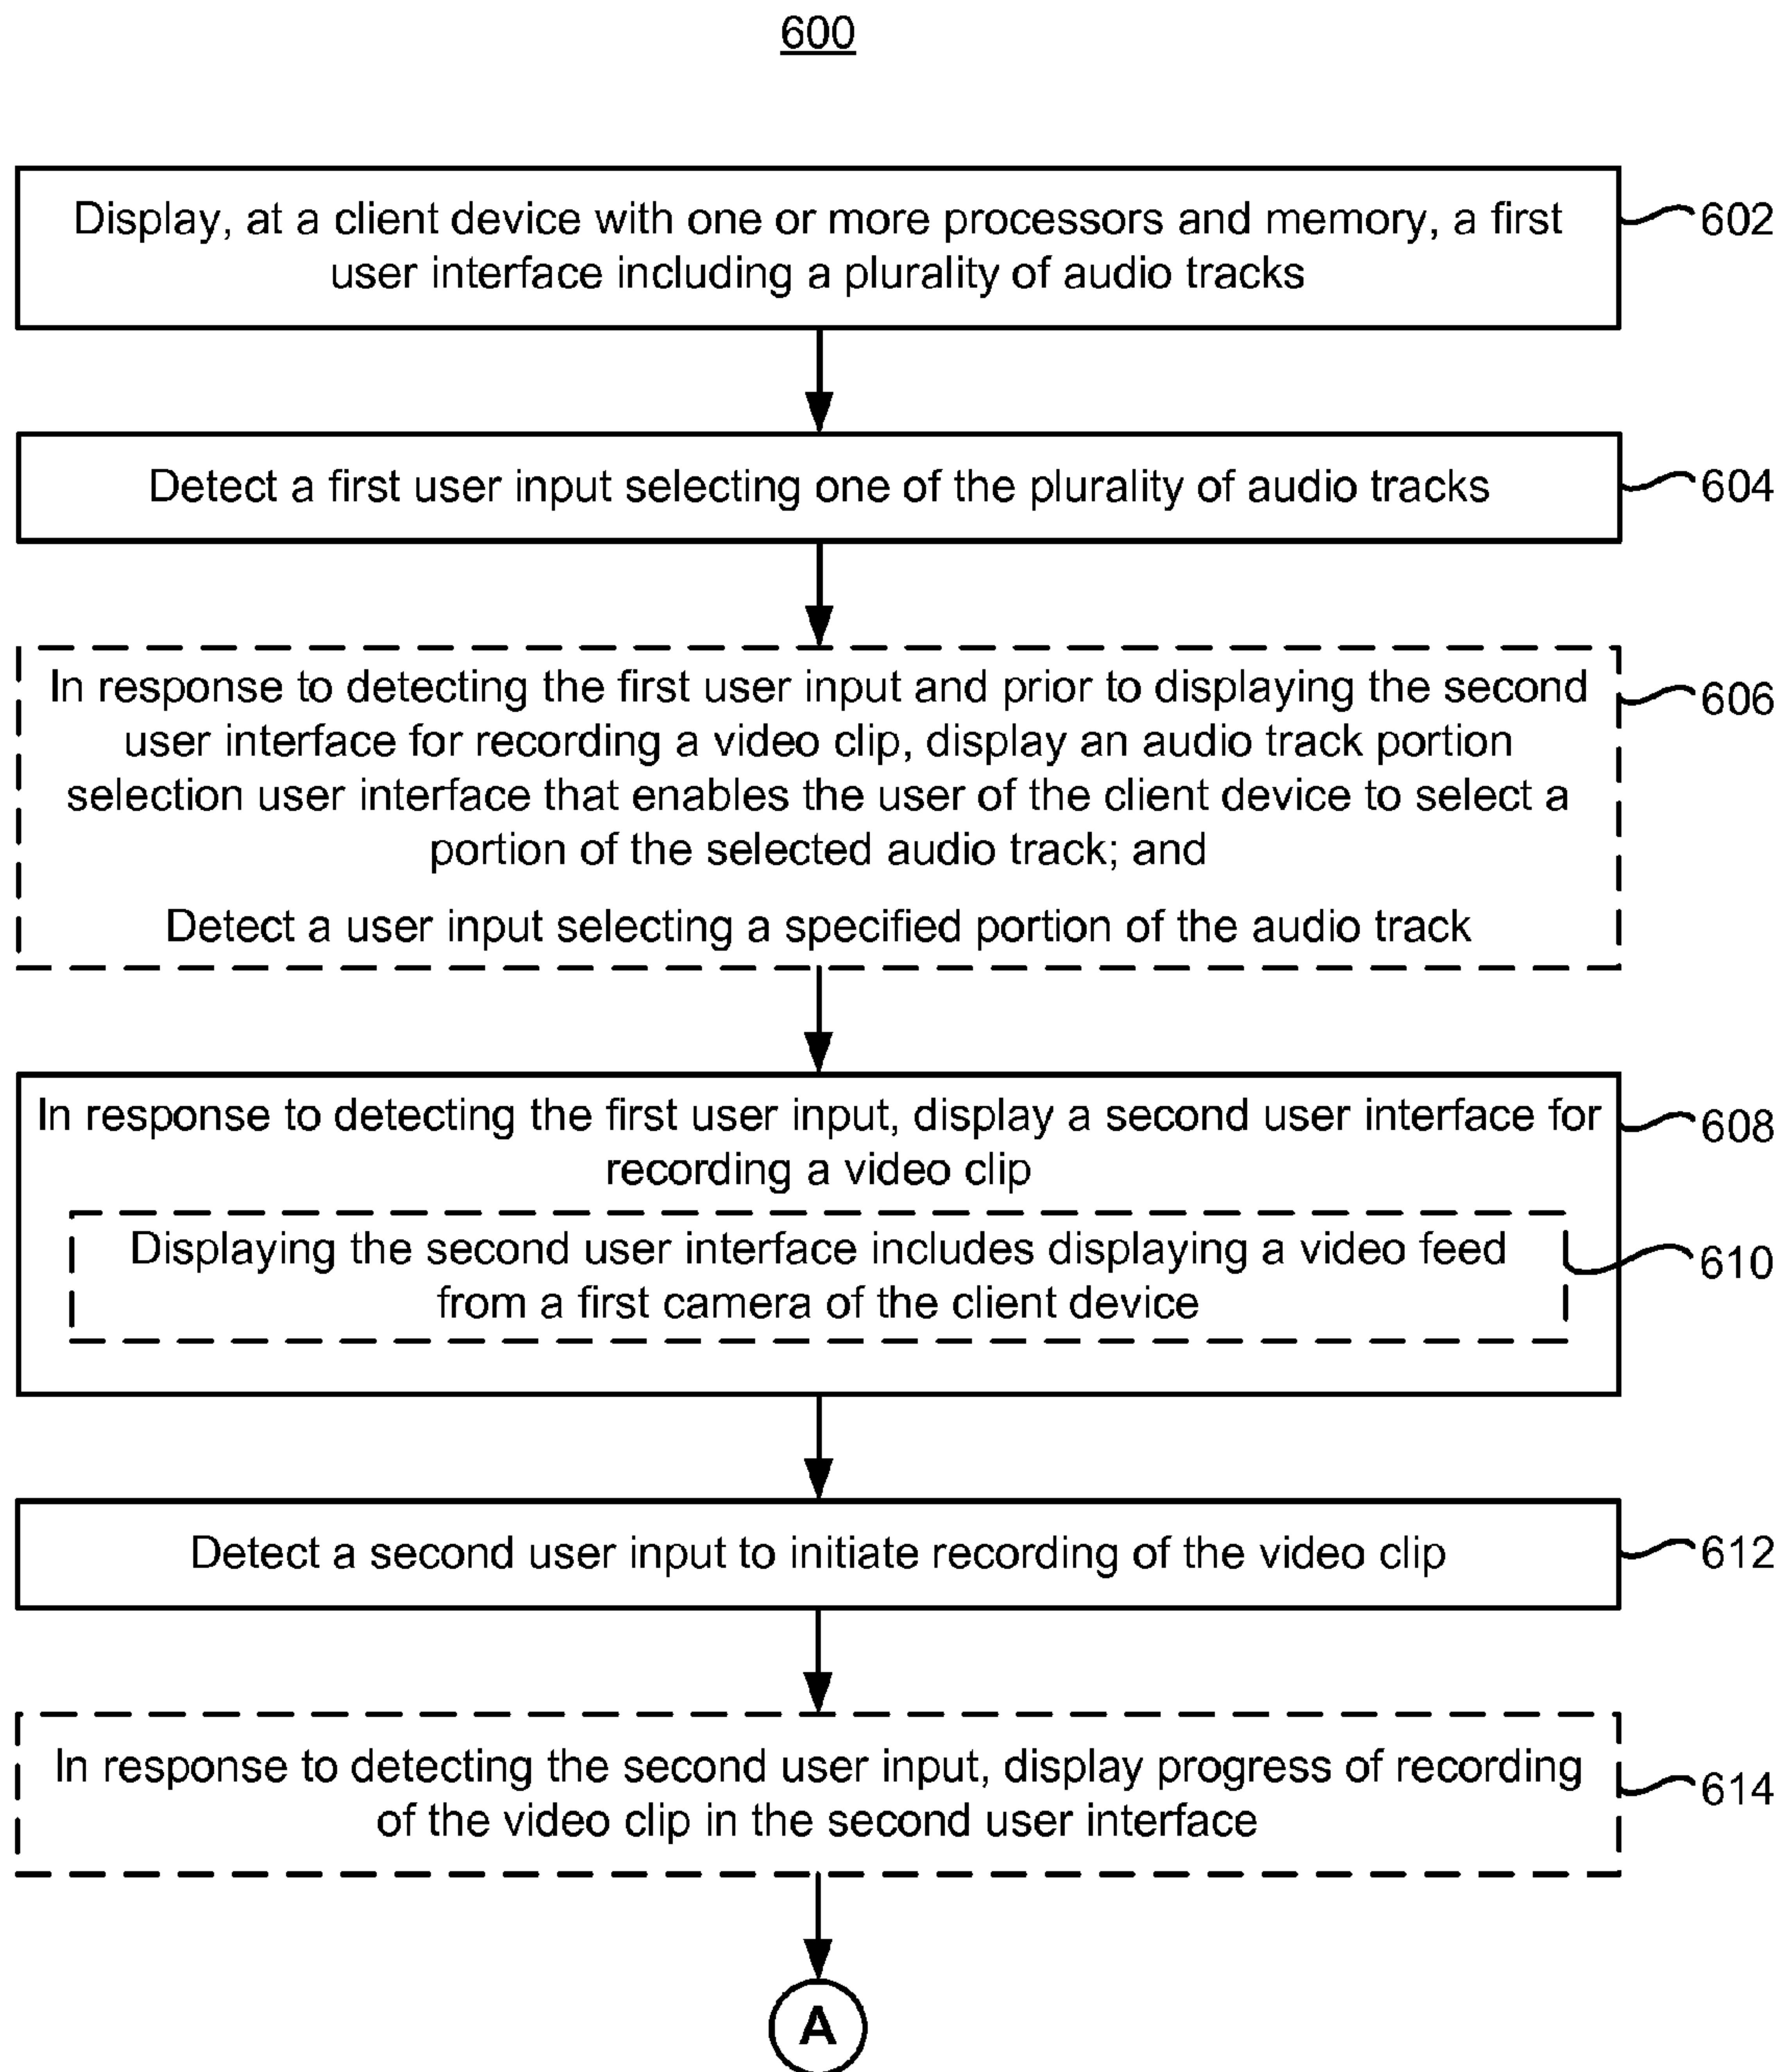 600
Display, at a client device with one or more processors and memory, a first
user interface including a plurality of audio tracks
602
Detect a first user input selecting one of the plurality of audio tracks
604
In response to detecting the first user input and prior to displaying the second
user interface for recording a video clip, display an audio track portion
selection user interface that enables the user of the client device to select a
portion of the selected audio track; and
Detect a user input selecting a specified portion of the audio track
606
In response to detecting the first user input, display a second user interface for
recording a video clip
608
Displaying the second user interface includes displaying a video feed
from a first camera of the client device
610
Detect a second user input to initiate recording of the video clip
612
In response to detecting the second user input, display progress of recording
of the video clip in the second user interface
614
A